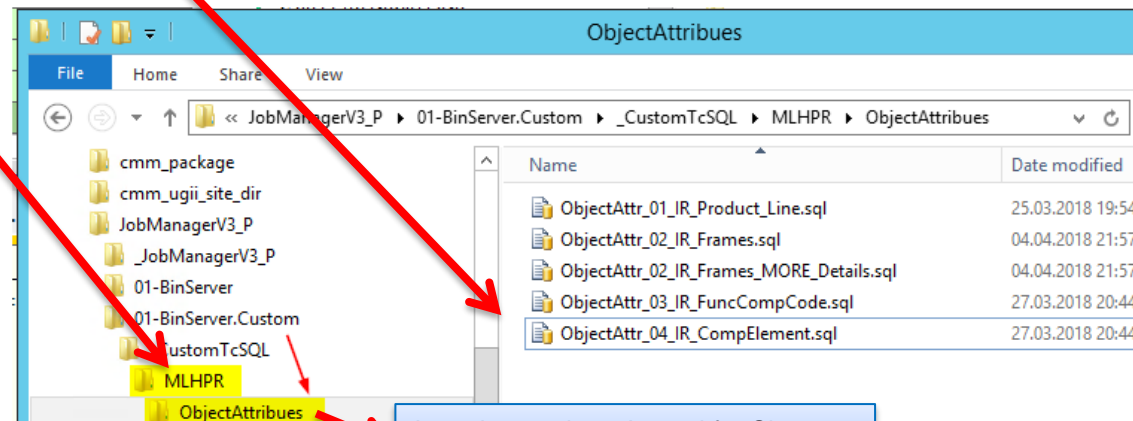 ObjectAttribues
File Home Share View
« JobManagerV3_P 01-BinServer.Custom _CustomTcSQL MLHPR ObjectAttribues
Name Date modified
cmm_package
cmm_ugii_site_dir
JobManagerV3_P
_JobManagerV3_P
01-BinServer
01-BinServer.Custom
CustomTcSQL
MLHPR
ObjectAttribues
ObjectAttr_01_IR_Product_Line.sql 25.03.2018 19:54
ObjectAttr_02_IR_Frames.sql 04.04.2018 21:57
ObjectAttr_02_IR_Frames_MORE_Details.sql 04.04.2018 21:57
ObjectAttr_03_IR_FuncCompCode.sql 27.03.2018 20:44
ObjectAttr_04_IR_CompElement.sql 27.03.2018 20:44